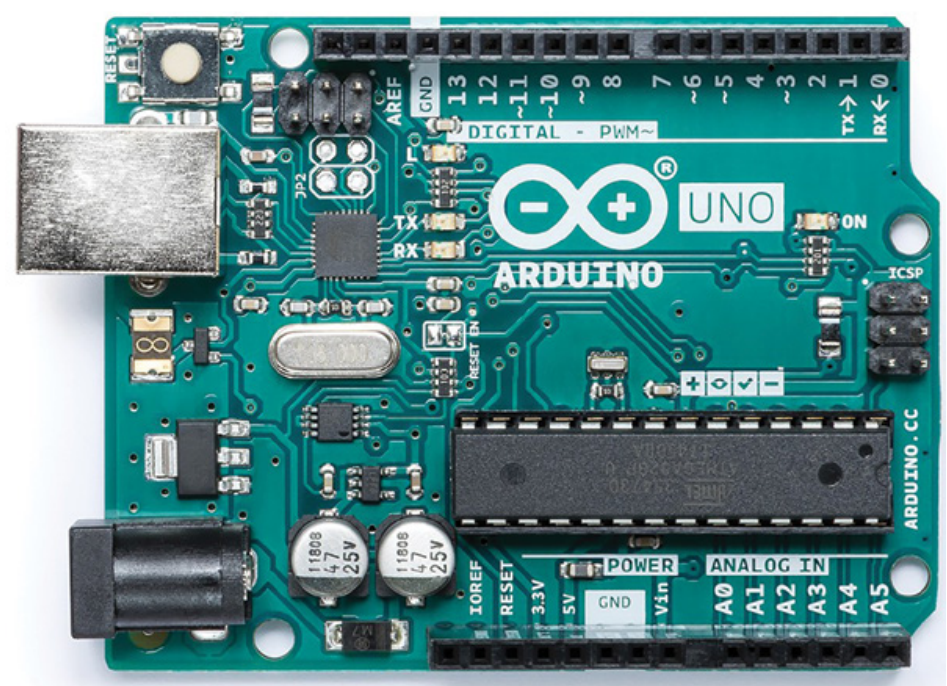 RESET
AREF
GND
13
12
~11
~10
~9
8
7
~6
~5
4
~3
2
TX→1
RX←0
DIGITAL - PWM~
L
JP2
TX
RX
®
UNO
ARDUINO
ON
ICSP
RESET EN
ARDUINO.CC
11808
47
25V
11808
47
25V
M7
POWER
ANALOG IN
IOREF
RESET
3.3V
5V
GND
Vin
A0
A1
A2
A3
A4
A5